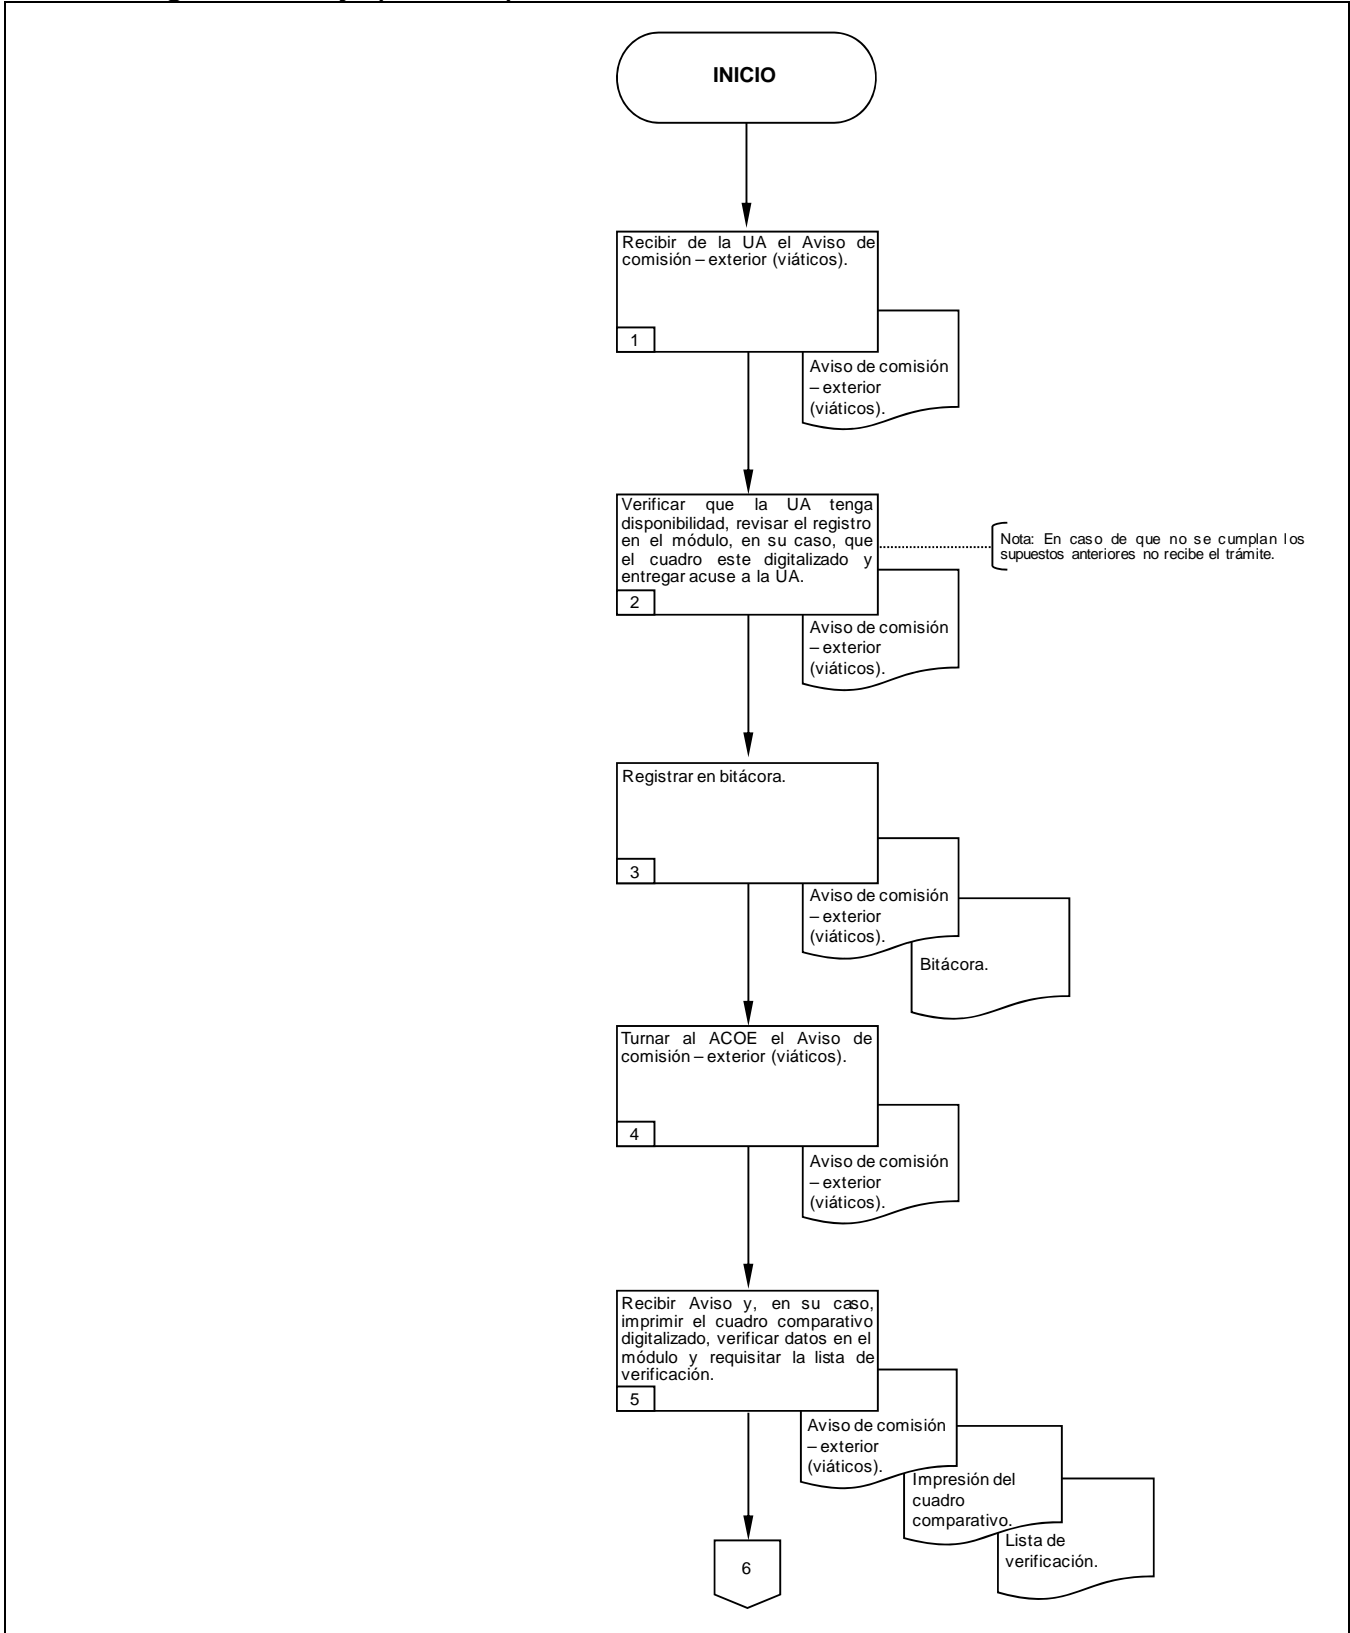 INICIO
Recibir de la UA el Aviso de
comisión – exterior (viáticos).
1
Aviso de comisión
– exterior
(viáticos).
Verificar que la UA tenga
disponibilidad, revisar el registro
en el módulo, en su caso, que
el cuadro este digitalizado y
entregar acuse a la UA.
2
Nota: En caso de que no se cumplan los
supuestos anteriores no recibe el trámite.
Aviso de comisión
– exterior
(viáticos).
Registrar en bitácora.
3
Aviso de comisión
– exterior
(viáticos).
Bitácora.
Turnar al ACOE el Aviso de
comisión – exterior (viáticos).
4
Aviso de comisión
– exterior
(viáticos).
Recibir Aviso y, en su caso,
imprimir el cuadro comparativo
digitalizado, verificar datos en el
módulo y requisitar la lista de
verificación.
5
Aviso de comisión
– exterior
(viáticos).
Impresión del
cuadro
comparativo.
Lista de
verificación.
6